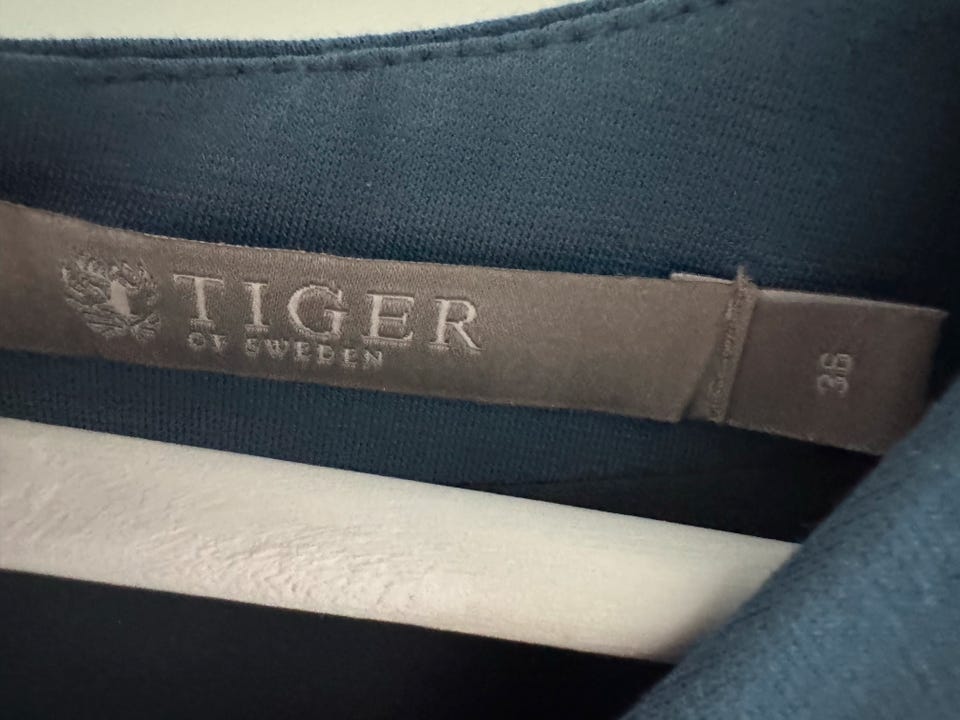 TIGER
OF SWEDEN
36